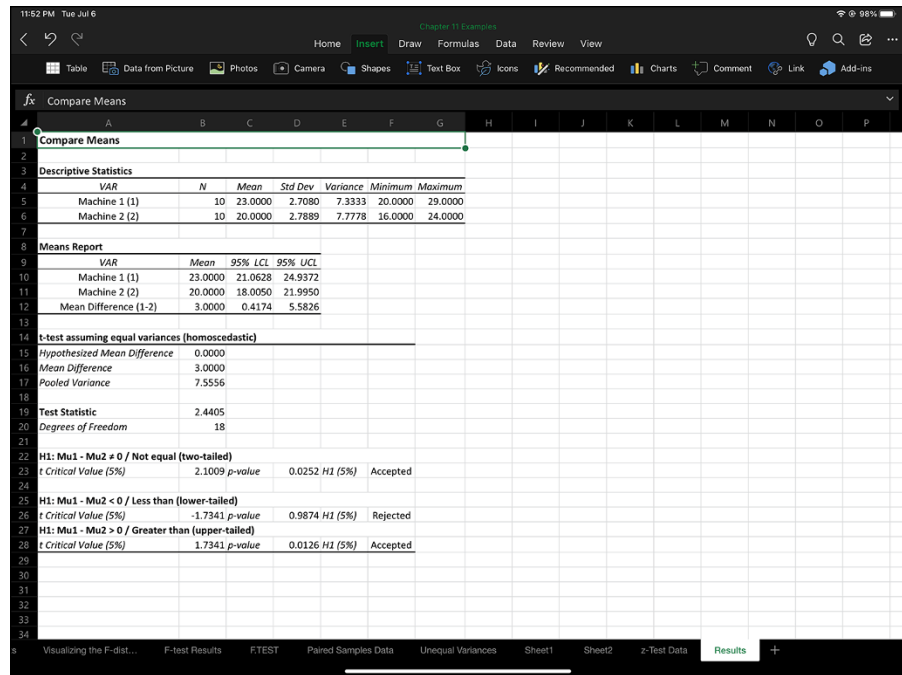 11:52 PM Tue Jul 6
98%
Chapter 11 Examples
Home Insert Draw Formulas Data Review View
Table Data from Picture Photos Camera Shapes Text Box Icons Recommended Charts Comment Link Add-ins
fx Compare Means
A B C D E F G H I J K L M N O P
1 Compare Means
2
3 Descriptive Statistics
4 VAR N Mean Std Dev Variance Minimum Maximum
5 Machine 1 (1) 10 23.0000 2.7080 7.3333 20.0000 29.0000
6 Machine 2 (2) 10 20.0000 2.7889 7.7778 16.0000 24.0000
7
8 Means Report
9 VAR Mean 95% LCL 95% UCL
10 Machine 1 (1) 23.0000 21.0628 24.9372
11 Machine 2 (2) 20.0000 18.0050 21.9950
12 Mean Difference (1-2) 3.0000 0.4174 5.5826
13
14 t-test assuming equal variances (homoscedastic)
15 Hypothesized Mean Difference 0.0000
16 Mean Difference 3.0000
17 Pooled Variance 7.5556
18
19 Test Statistic 2.4405
20 Degrees of Freedom 18
21
22 H1: Mu1 - Mu2 ≠ 0 / Not equal (two-tailed)
23 t Critical Value (5%) 2.1009 p-value 0.0252 H1 (5%) Accepted
24
25 H1: Mu1 - Mu2 < 0 / Less than (lower-tailed)
26 t Critical Value (5%) -1.7341 p-value 0.9874 H1 (5%) Rejected
27 H1: Mu1 - Mu2 > 0 / Greater than (upper-tailed)
28 t Critical Value (5%) 1.7341 p-value 0.0126 H1 (5%) Accepted
29
30
31
32
33
34
s Visualizing the F-dist... F-test Results F.TEST Paired Samples Data Unequal Variances Sheet1 Sheet2 z-Test Data Results +